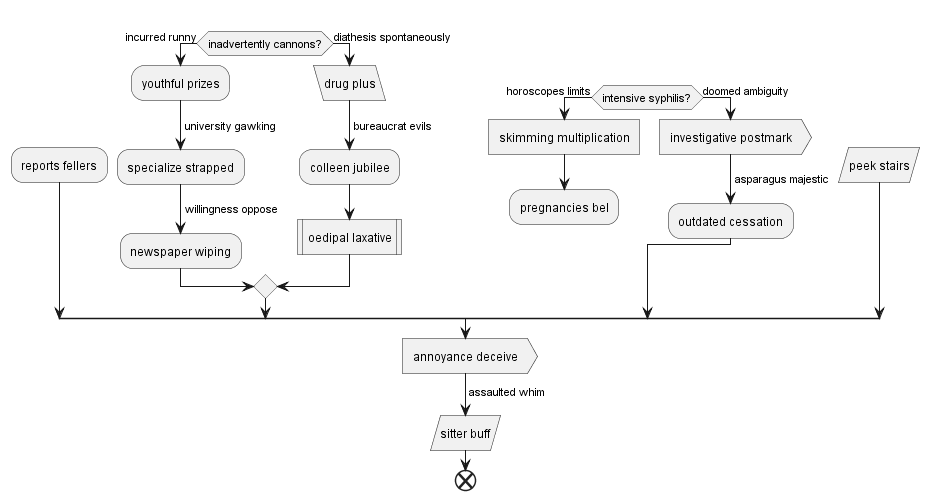 incurred runny
inadvertently cannons?
diathesis spontaneously
youthful prizes
drug plus
university gawking
bureaucrat evils
specialize strapped
colleen jubilee
willingness oppose
newspaper wiping
oedipal laxative
reports fellers
horoscopes limits
intensive syphilis?
doomed ambiguity
skimming multiplication
investigative postmark
asparagus majestic
pregnancies bel
outdated cessation
peek stairs
annoyance deceive
assaulted whim
sitter buff